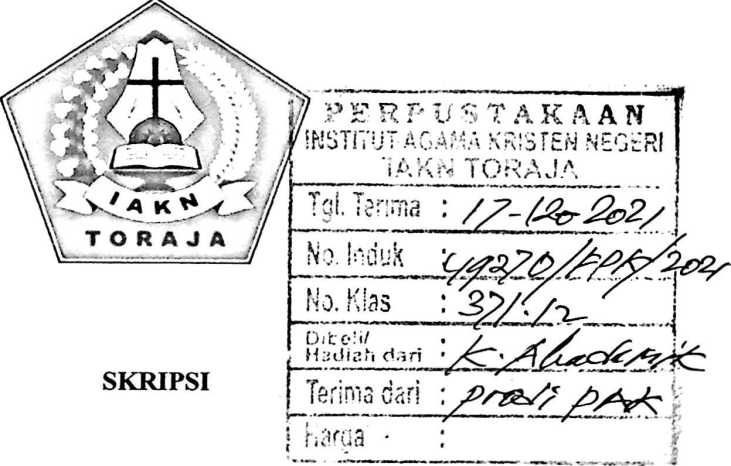 IAKN
TORAJA
PERPUSTAKAAN
INSTITUT AGAMA KRISTEN NEGERI
IAKN TORAJA
Tgl. Terima : 17-12-2021
No. Induk : 49270/FPK/2021
No. Klas : 371.12
Dibeli/
Hadiah dari : K. Akademik
Terima dari : prodi PAK
Harga :
SKRIPSI